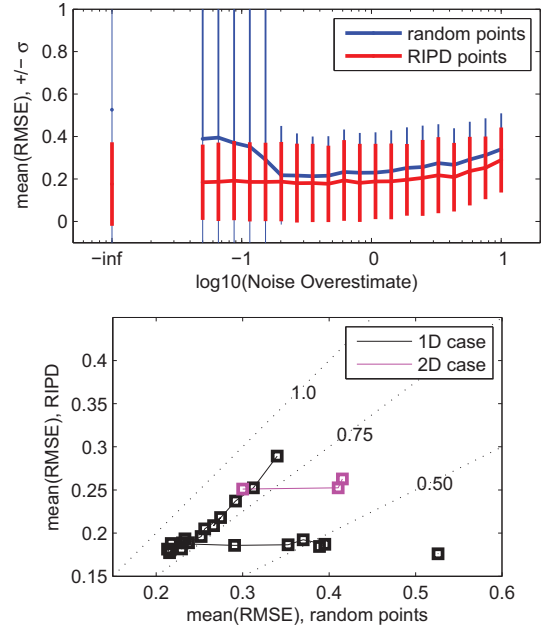 mean(RMSE), +/− σ
1
0.8
0.6
0.4
0.2
0
random points
RIPD points
−inf
−1
0
1
log10(Noise Overestimate)
mean(RMSE), RIPD
0.4
0.35
0.3
0.25
0.2
0.15
1D case
2D case
1.0
0.75
0.50
0.2
0.3
0.4
0.5
0.6
mean(RMSE), random points